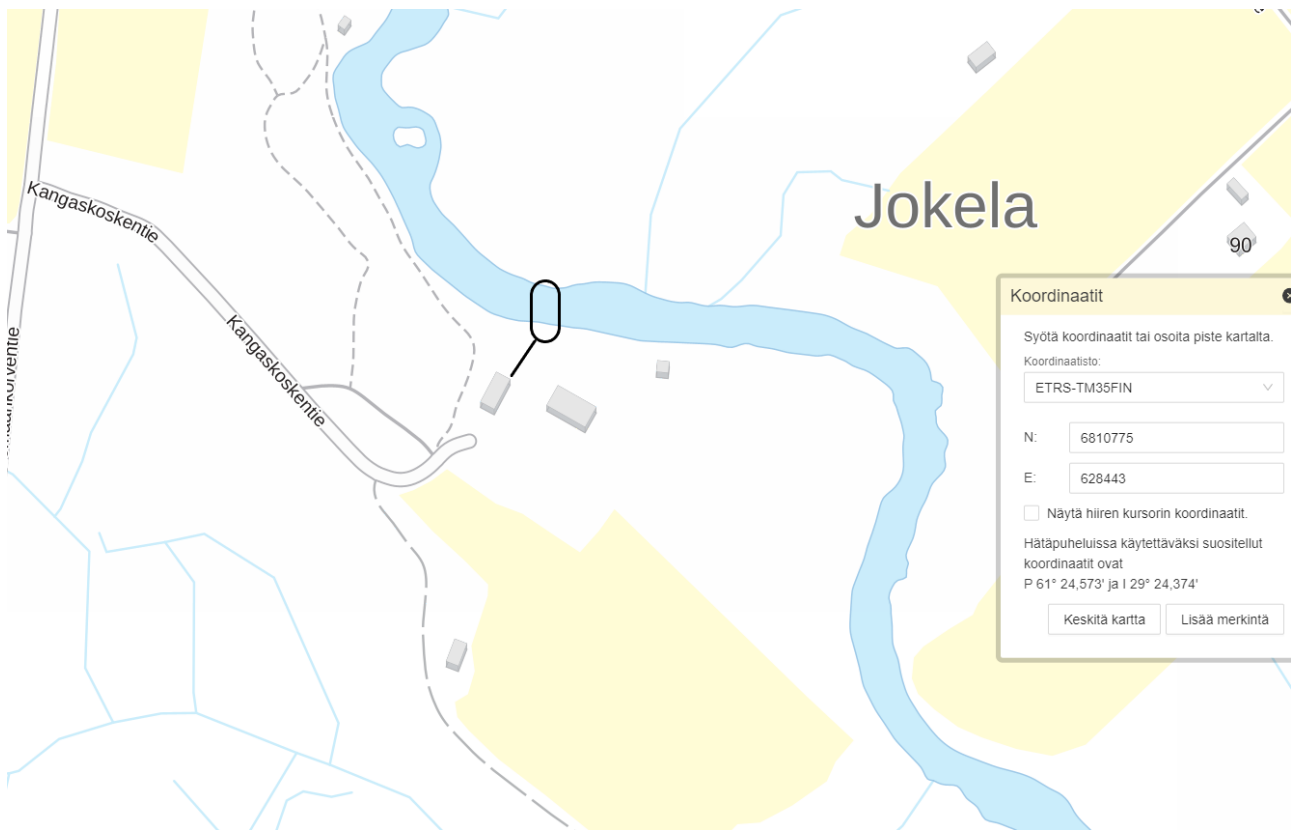 Kangaskoskentie
Jokela
90
Kangaskoskentie
Koordinaatit
Syötä koordinaatit tai osoita piste kartalta.
Koordinaatisto:
ETRS-TM35FIN
N:
6810775
E:
628443
Näytä hiiren kursorin koordinaatit.
Hätäpuheluissa käytettäväksi suositellut
koordinaatit ovat
P 61° 24,573' ja I 29° 24,374'
Keskitä kartta
Lisää merkintä